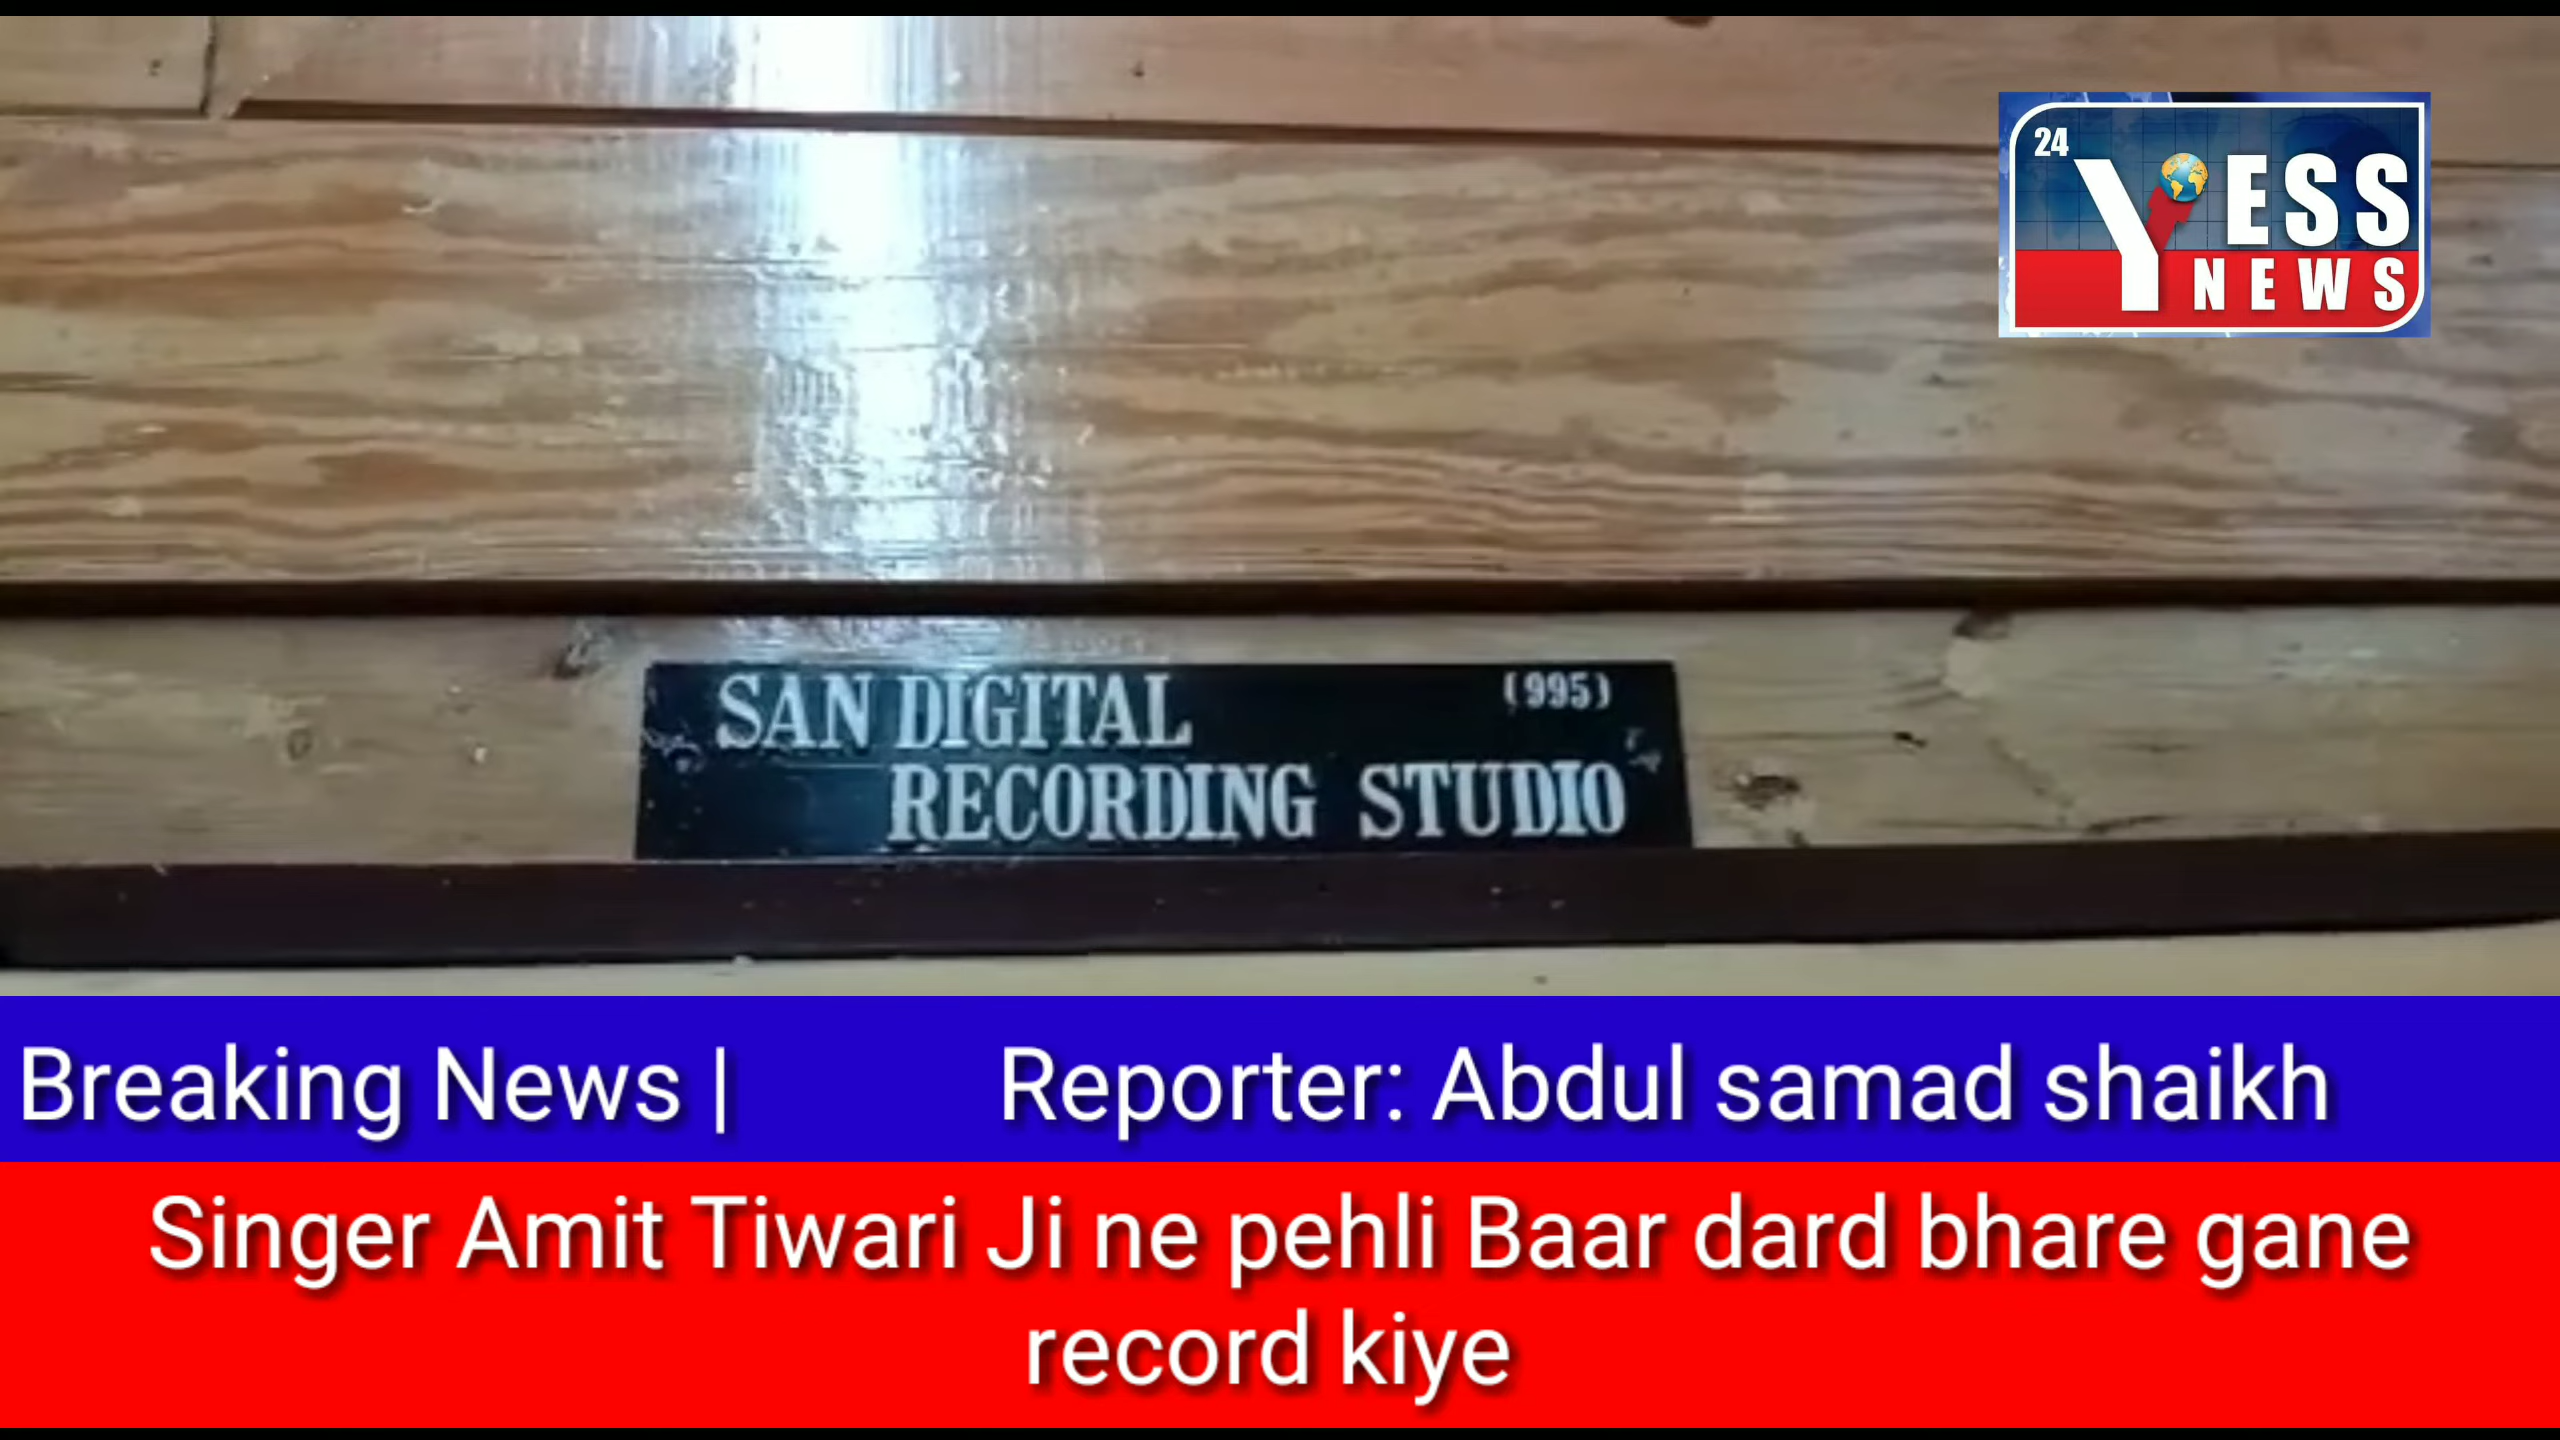 24
YESS
NEWS
SAN DIGITAL (995)
RECORDING STUDIO
Breaking News | Reporter: Abdul samad shaikh
Singer Amit Tiwari Ji ne pehli Baar dard bhare gane
record kiye